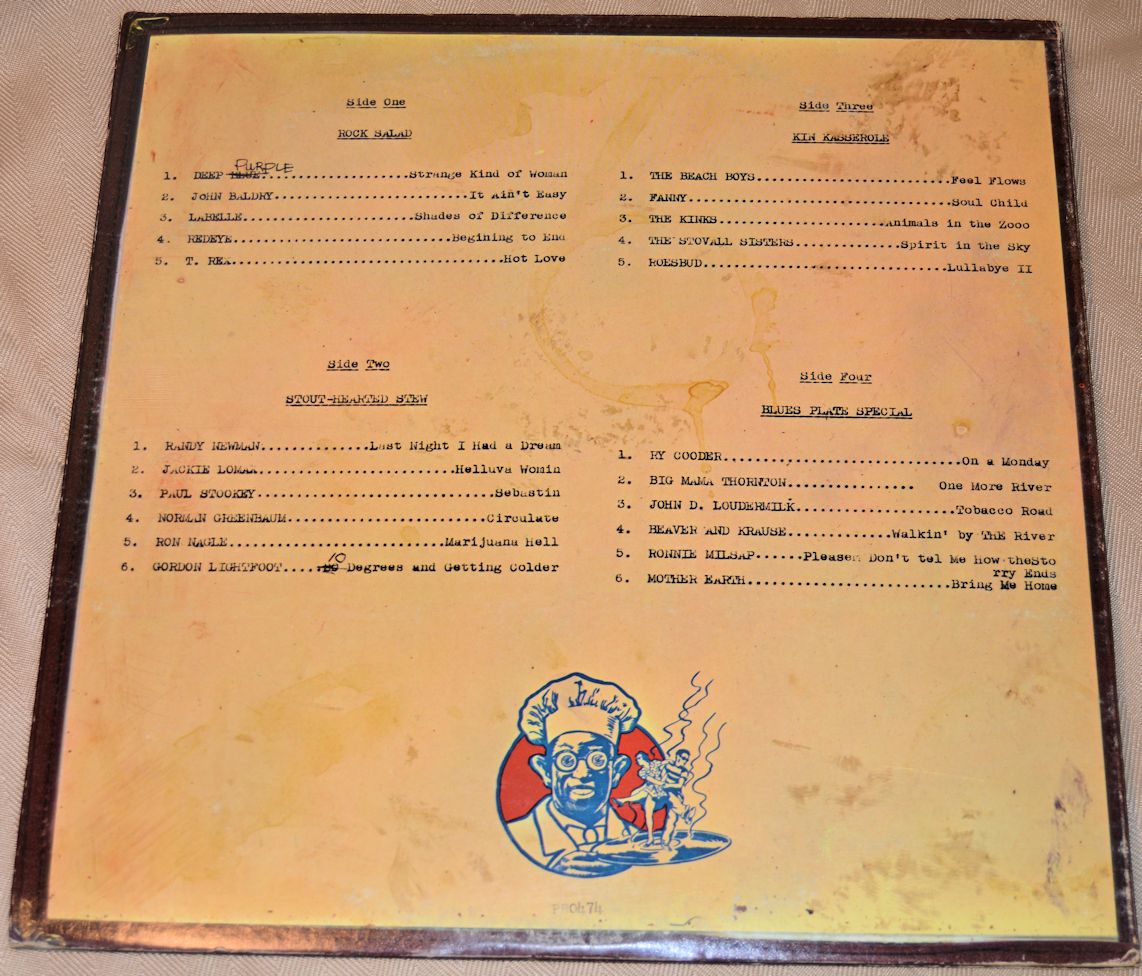 Side One
ROCK SALAD
PURPLE
1. DEEP BLUE.....................Strange Kind of Woman
2. JOHN BALDRY.............................It Ain't Easy
3. LABELLE.........................Shades of Difference
4. REDEYE................................Begining to End
5. T. REX.........................................Hot Love
Side Two
STOUT-HEARTED STEW
1. RANDY NEWMAN..............Last Night I Had a Dream
2. JACKIE LOMAX.........................Helluva Womin
3. PAUL STOOKEY..............................Sebastin
4. NORMAN GREENBAUM.........................Circulate
5. RON NAGLE...........................Marijuana Hell
10
6. GORDON LIGHTFOOT.... Degrees and Getting Colder
Side Three
KIN KASSEROLE
1. THE BEACH BOYS..........................Feel Flows
2. FANNY...................................Soul Child
3. THE KINKS......................Animals in the Zooo
4. THE STOVALL SISTERS..............Spirit in the Sky
5. ROESBUD................................Lullabye II
Side Four
BLUES PLATE SPECIAL
1. RY COODER...............................On a Monday
2. BIG MAMA THORNTON................ One More River
3. JOHN D. LOUDERMILK.....................Tobacco Road
4. BEAVER AND KRAUSE.............Walkin' by THE River
5. RONNIE MILSAP......Please. Don't tel Me How theSto
rry Ends
6. MOTHER EARTH..........................Bring Me Home
PRO474